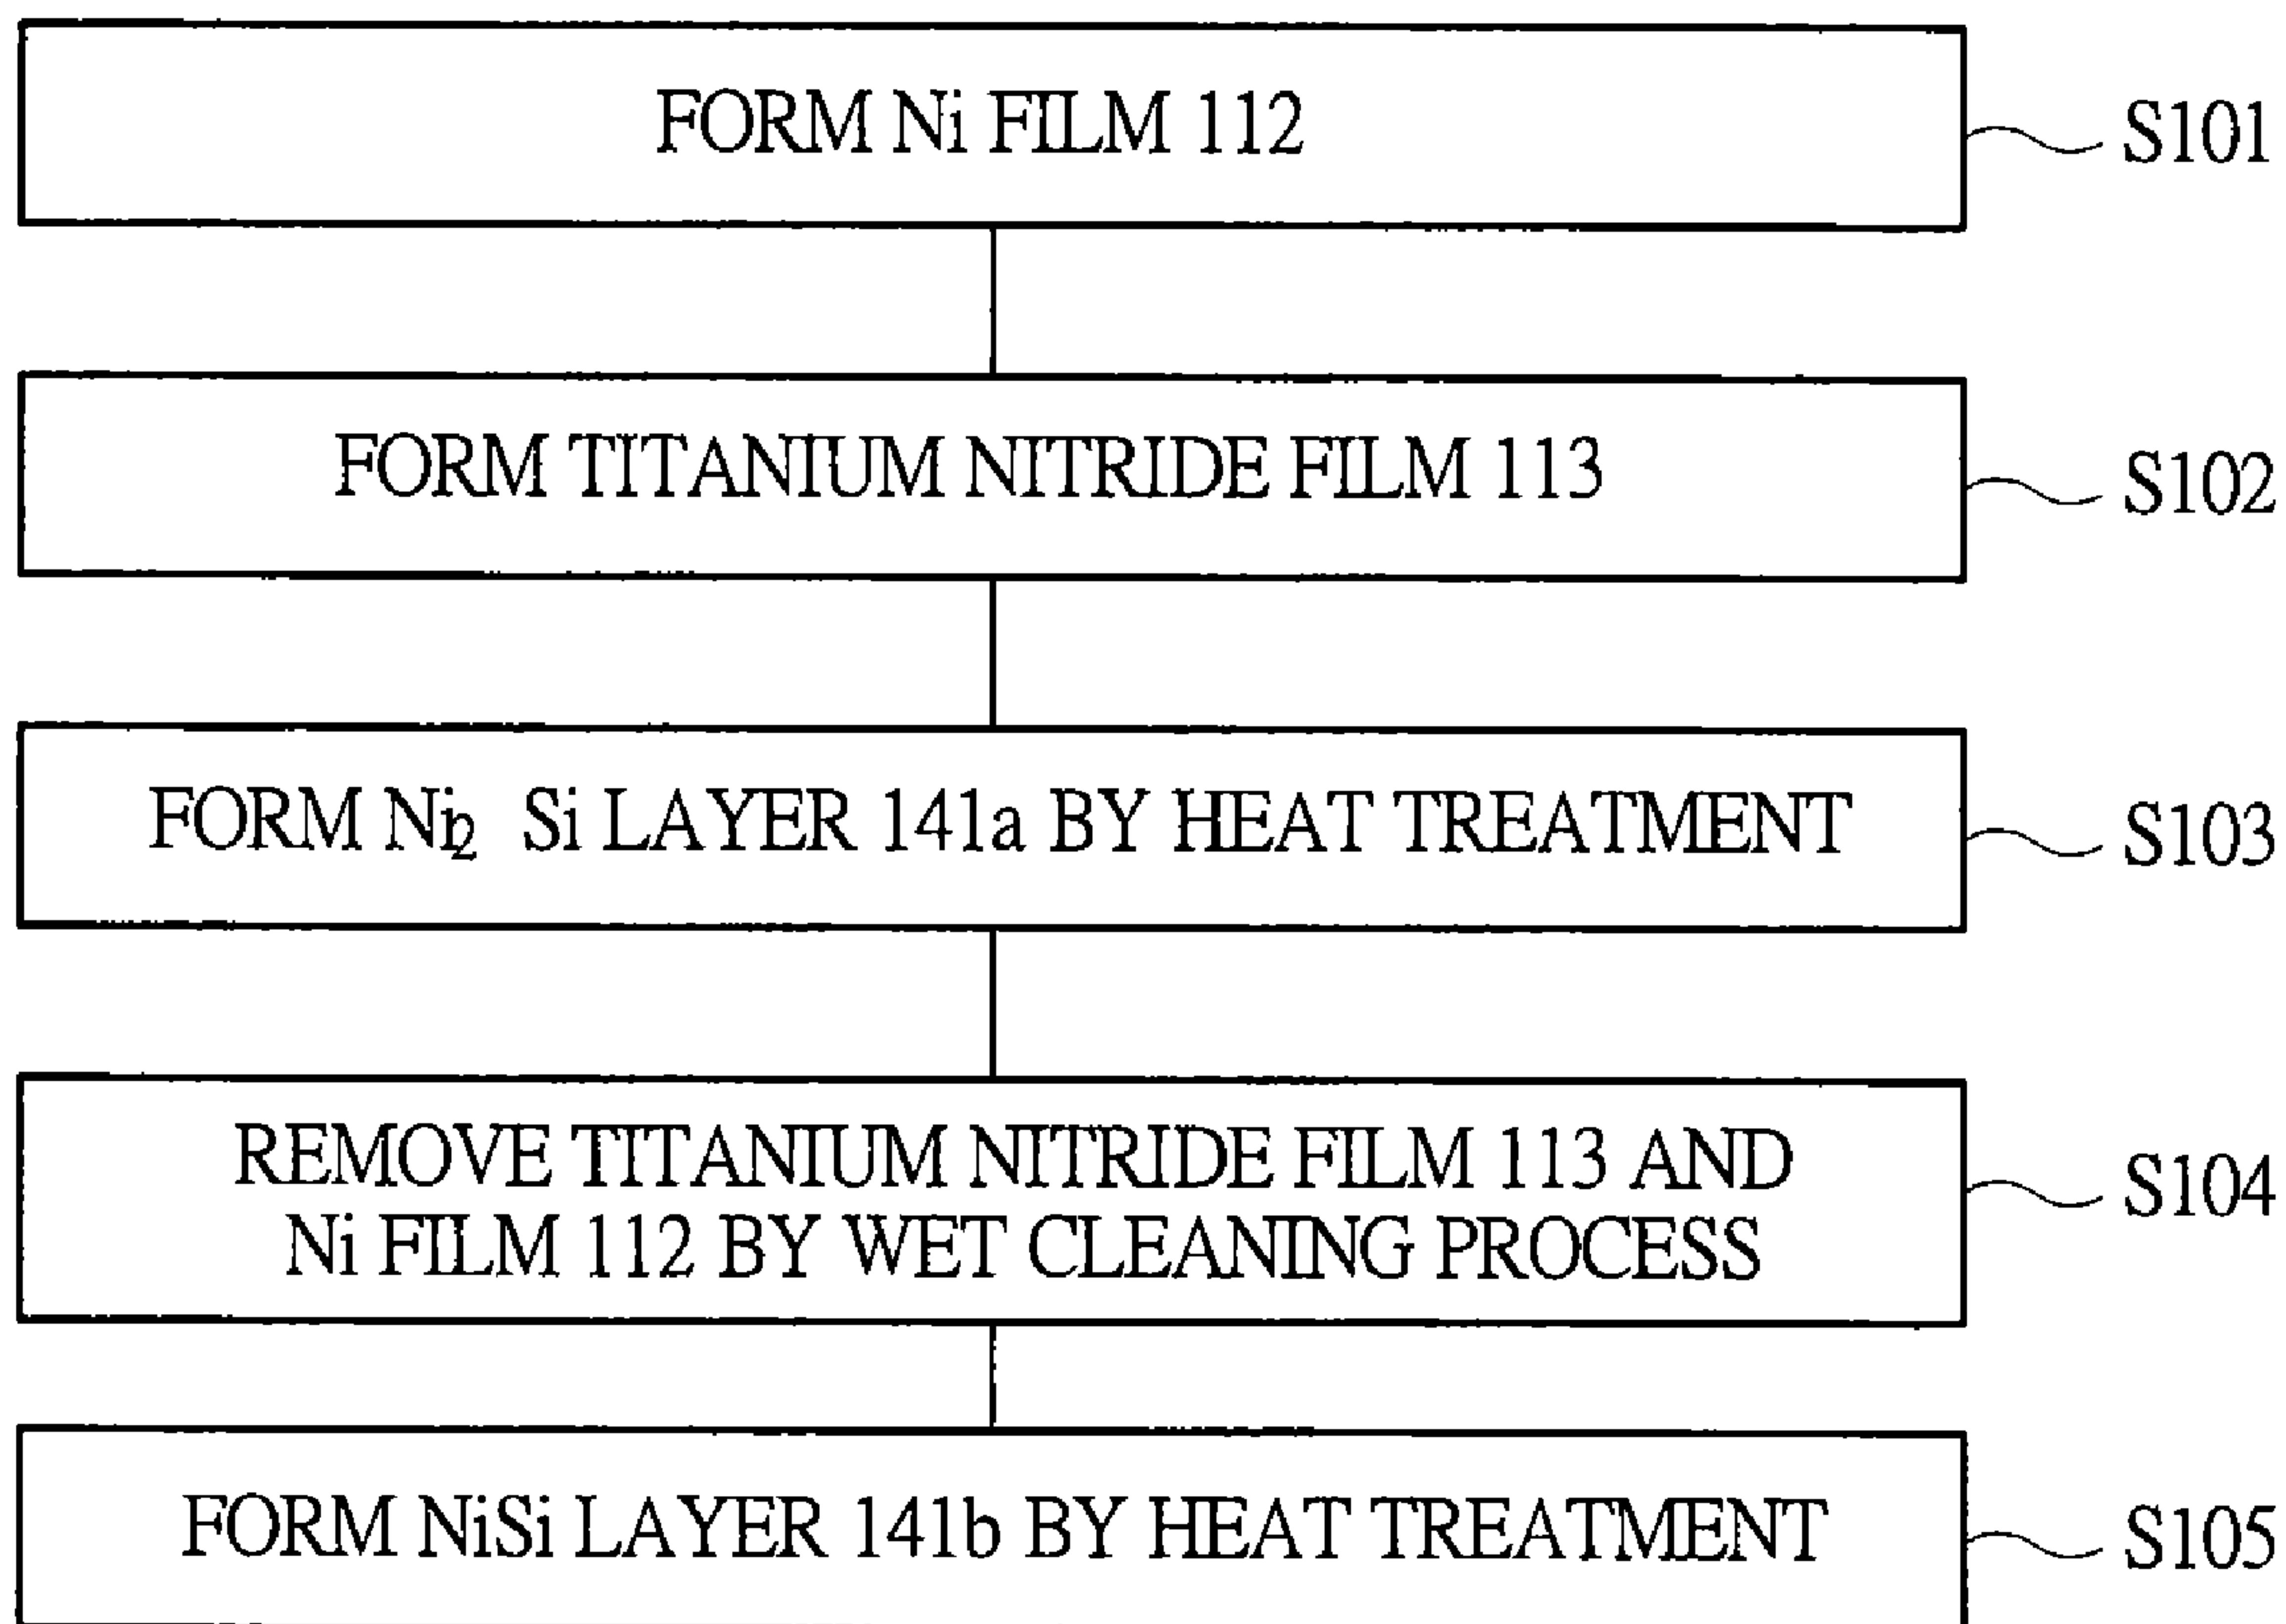 FORM Ni FILM 112
S101
FORM TITANIUM NITRIDE FILM 113
S102
FORM Ni₂ Si LAYER 141a BY HEAT TREATMENT
S103
REMOVE TITANIUM NITRIDE FILM 113 AND
Ni FILM 112 BY WET CLEANING PROCESS
S104
FORM NiSi LAYER 141b BY HEAT TREATMENT
S105